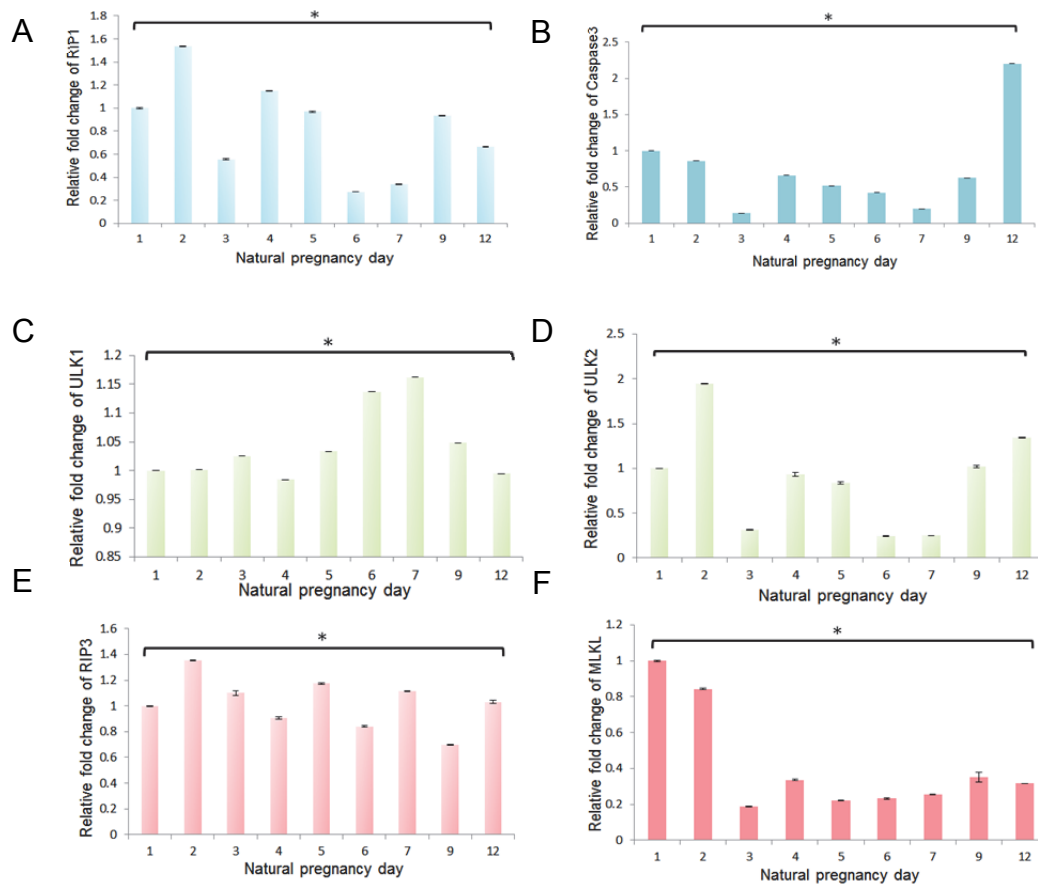 A
Relative fold change of RIP1
1.8
1.6
1.4
1.2
1
0.8
0.6
0.4
0.2
0
*
1 2 3 4 5 6 7 9 12
Natural pregnancy day
B
Relative fold change of Caspase3
2.5
2
1.5
1
0.5
0
*
1 2 3 4 5 6 7 9 12
Natural pregnancy day
C
Relative fold change of ULK1
1.2
1.15
1.1
1.05
1
0.95
0.9
0.85
*
1 2 3 4 5 6 7 9 12
Natural pregnancy day
D
Relative fold change of ULK2
2.5
2
1.5
1
0.5
0
*
1 2 3 4 5 6 7 9 12
Natural pregnancy day
E
Relative fold change of RIP3
1.6
1.4
1.2
1
0.8
0.6
0.4
0.2
0
*
1 2 3 4 5 6 7 9 12
Natural pregnancy day
F
Relative fold change of MLKL
1.2
1
0.8
0.6
0.4
0.2
0
*
1 2 3 4 5 6 7 9 12
Natural pregnancy day